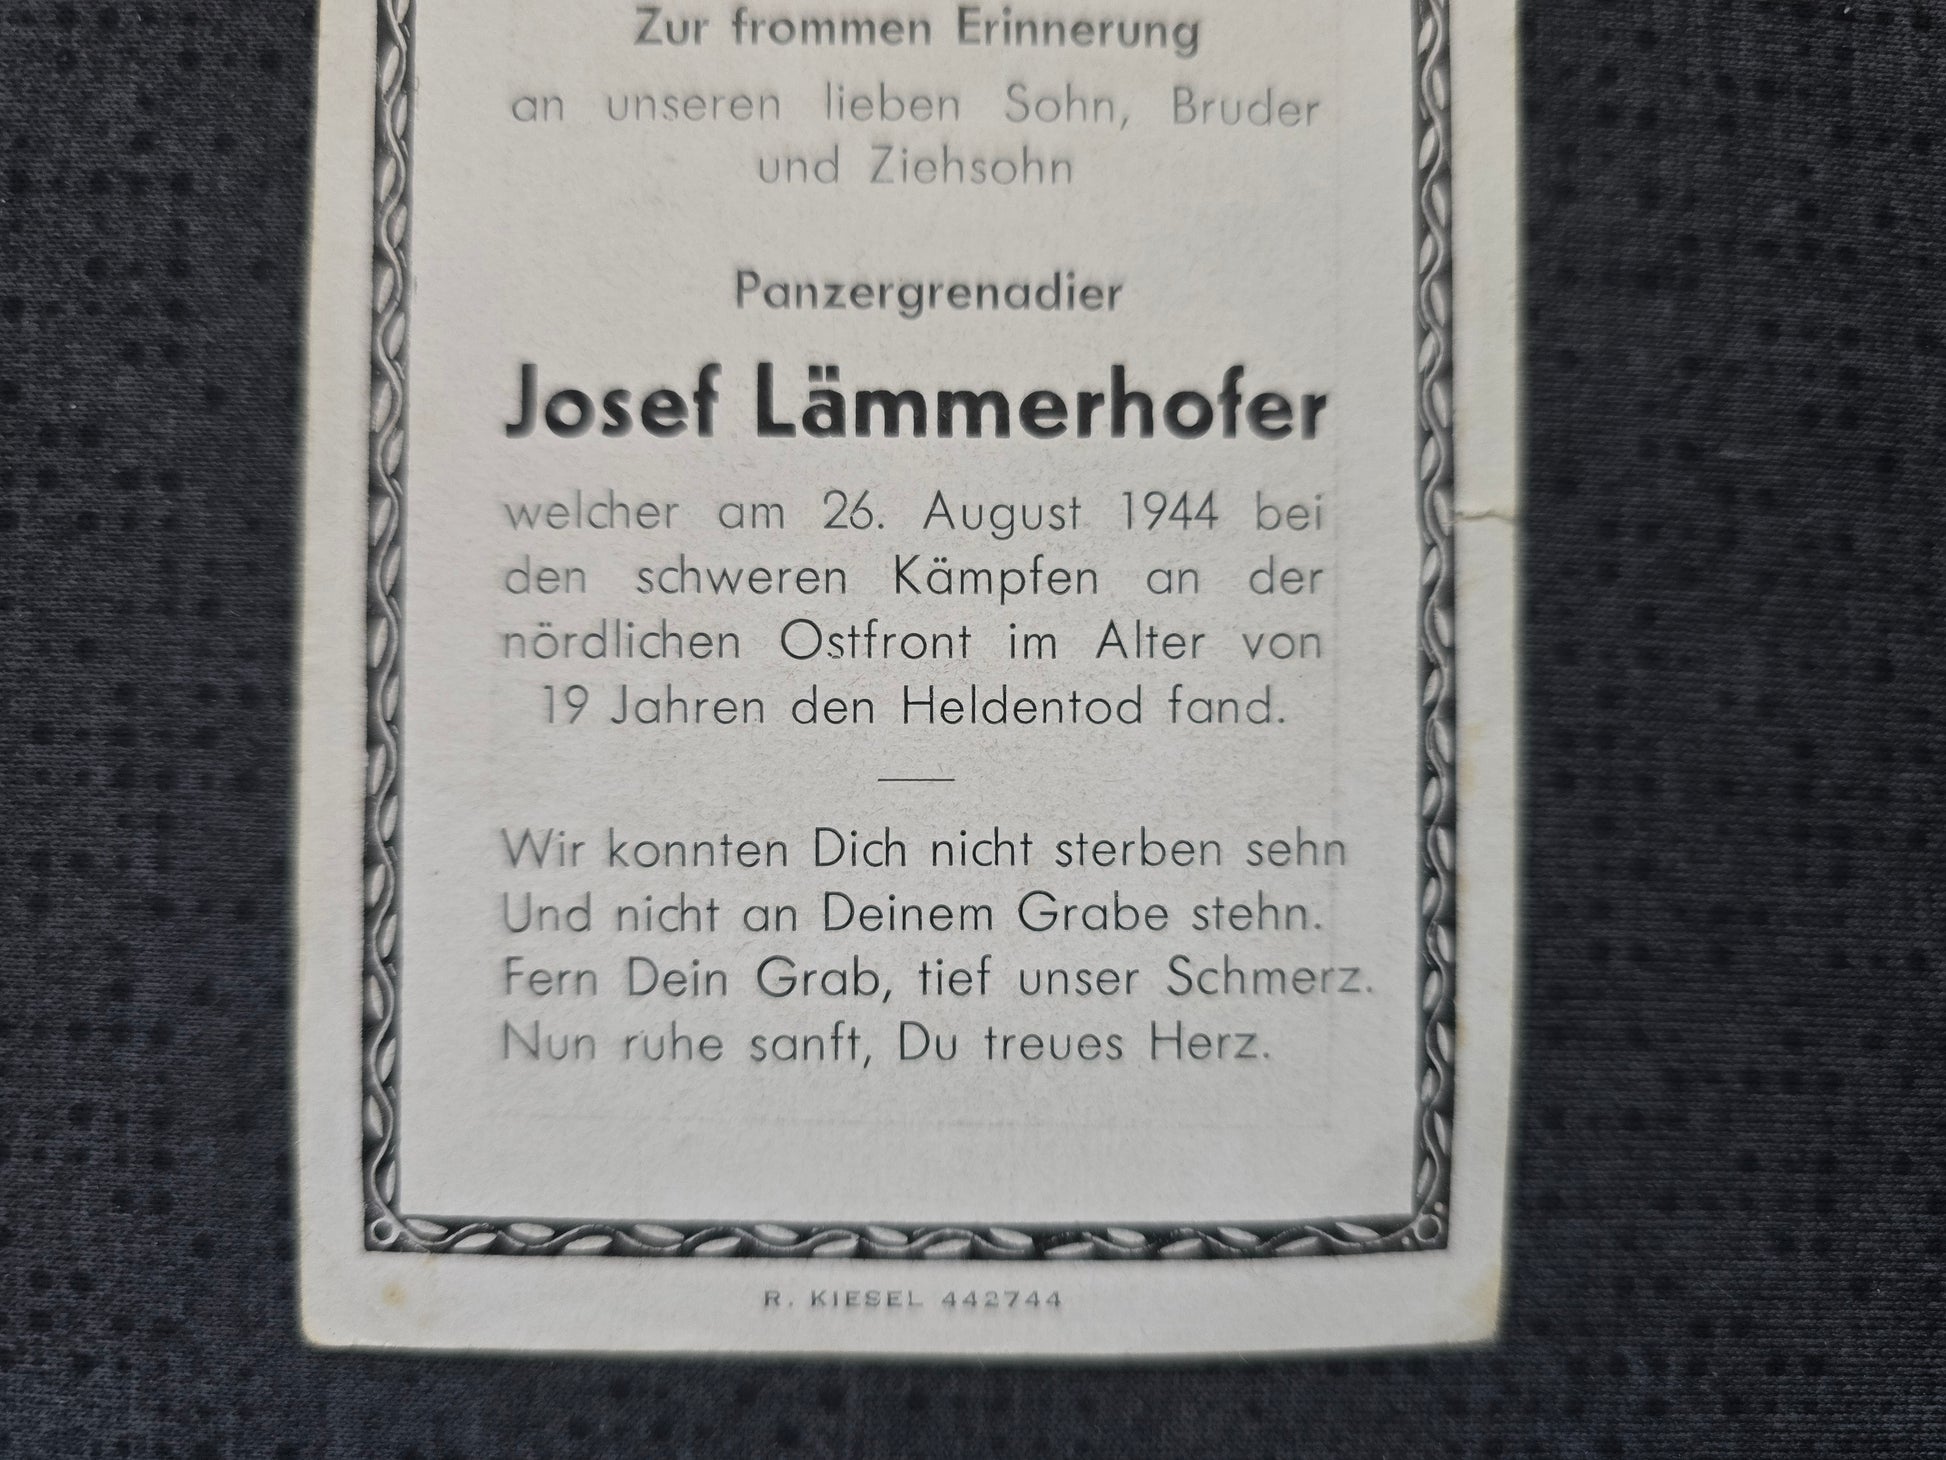 Zur frommen Erinnerung
an unseren lieben Sohn, Bruder
und Ziehsohn
Panzergrenadier
Josef Lämmerhofer
welcher am 26. August 1944 bei
den schweren Kämpfen an der
nördlichen Ostfront im Alter von
19 Jahren den Heldentod fand.
Wir konnten Dich nicht sterben sehn
Und nicht an Deinem Grabe stehn.
Fern Dein Grab, tief unser Schmerz.
Nun ruhe sanft, Du treues Herz.
R. KIESEL 442744